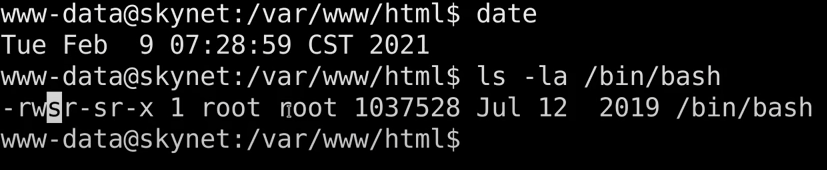 www-data@skynet:/var/www/html$ date
Tue Feb  9 07:28:59 CST 2021
www-data@skynet:/var/www/html$ ls -la /bin/bash
-rwsr-sr-x 1 root root 1037528 Jul 12  2019 /bin/bash
www-data@skynet:/var/www/html$